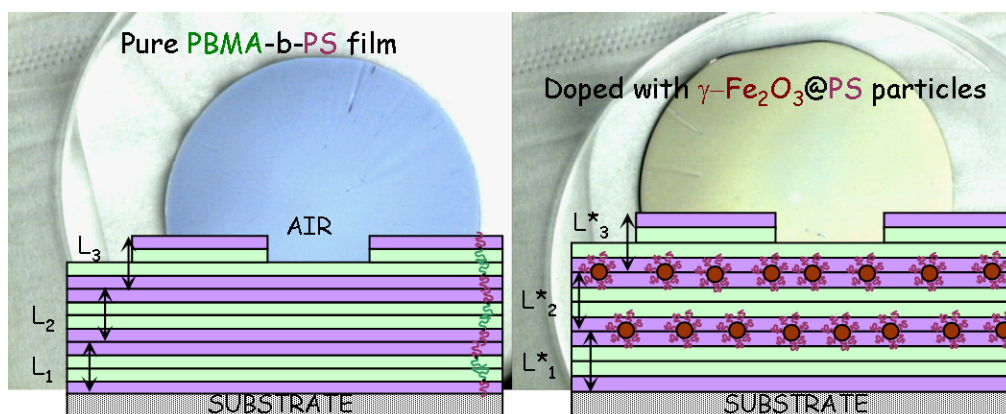 Pure PBMA-b-PS film
AIR
L₃
L₂
L₁
SUBSTRATE
Doped with γ-Fe₂O₃@PS particles
L*₃
L*₂
L*₁
SUBSTRATE